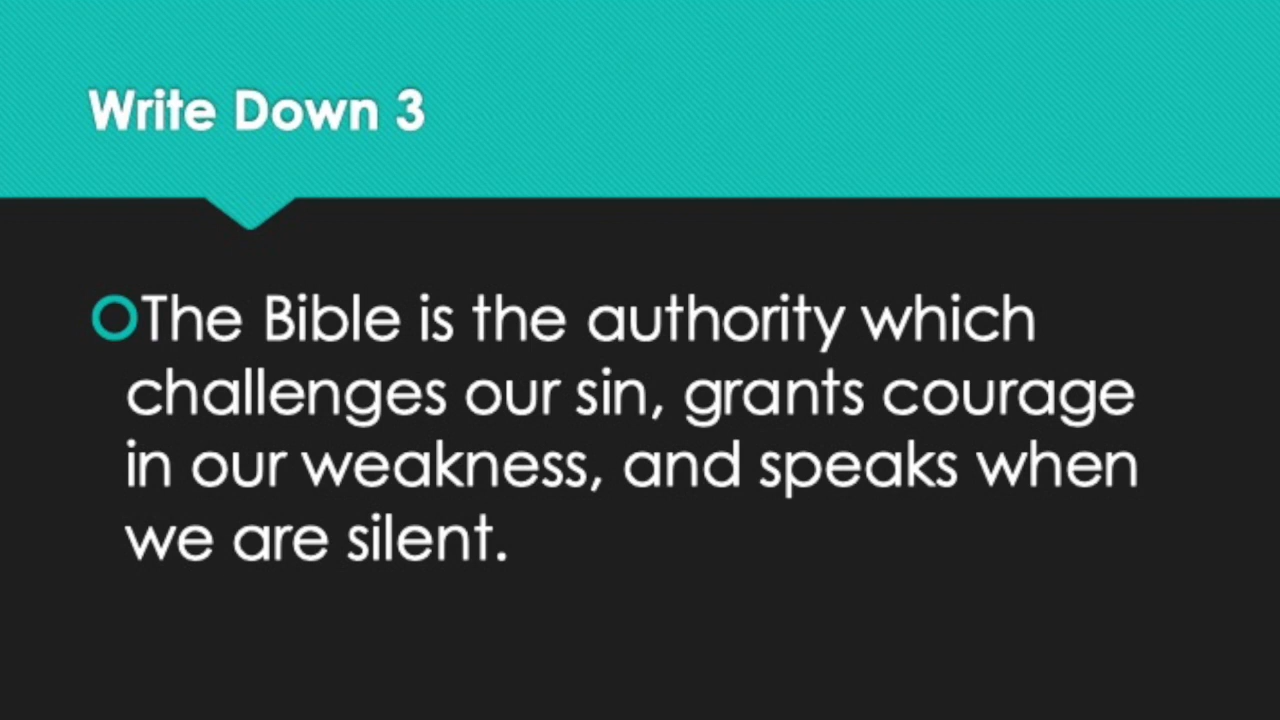 Write Down 3
The Bible is the authority which
challenges our sin, grants courage
in our weakness, and speaks when
we are silent.